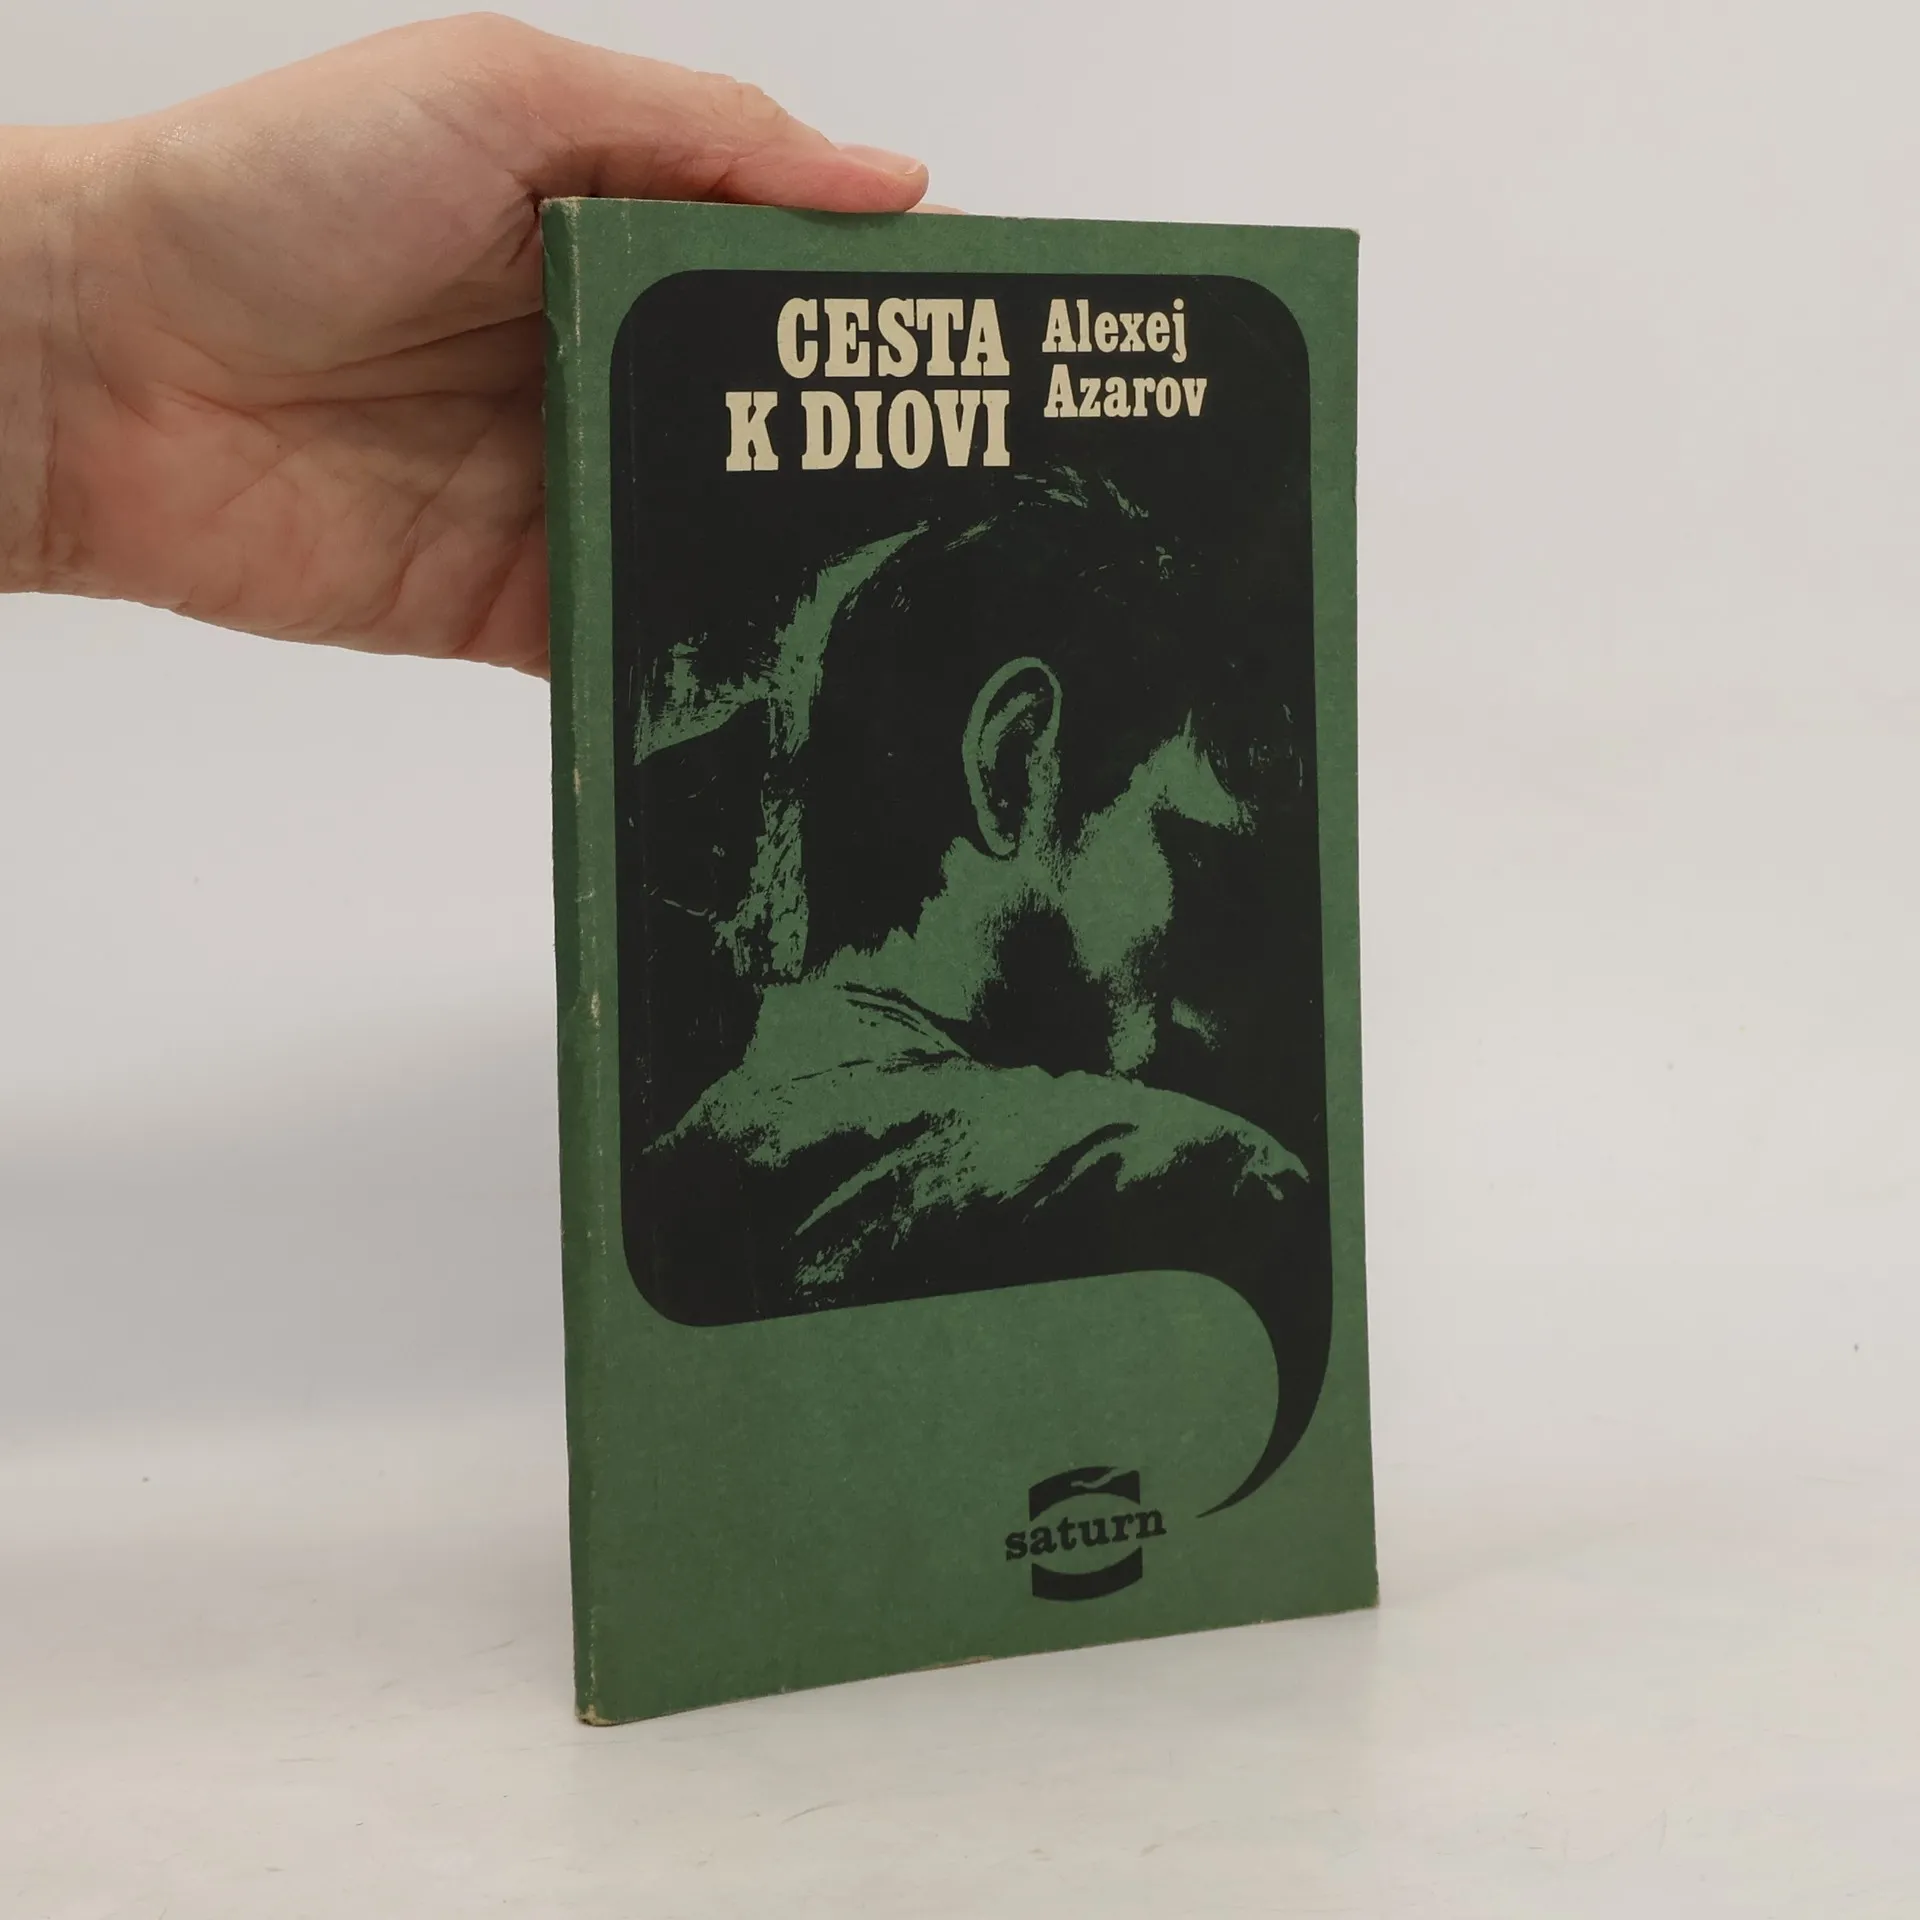 CESTA
K DIOVI
Alexej
Azarov
saturn